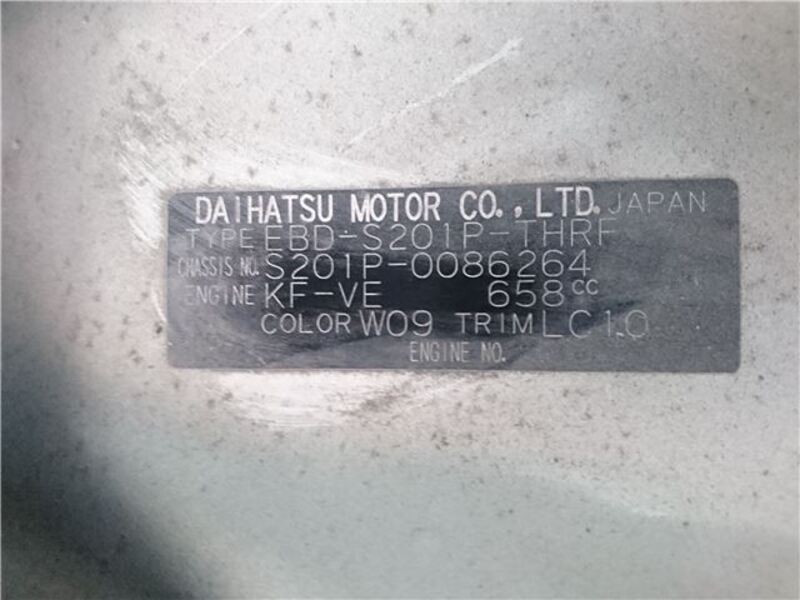 DAIHATSU MOTOR CO., LTD. JAPAN
TYPE EBD-S201P-THRF
CHASSIS NO. S201P-0086264
ENGINE KF-VE 658cc
COLOR W09 TRIM LC10
ENGINE NO.